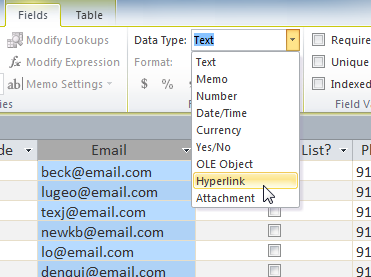 Fields Table
Modify Lookups Data Type: Text Require
Modify Expression Format: Unique
ab Memo Settings $ % Indexed
Text
Memo
Number
Date/Time
Currency
Yes/No
OLE Object
Hyperlink
Attachment
ies Field Va
de Email List? Pl
beck@email.com 91
lugeo@email.com 91
texj@email.com 91
newkb@email.com 91
lo@email.com 91
dengui@email.com 91